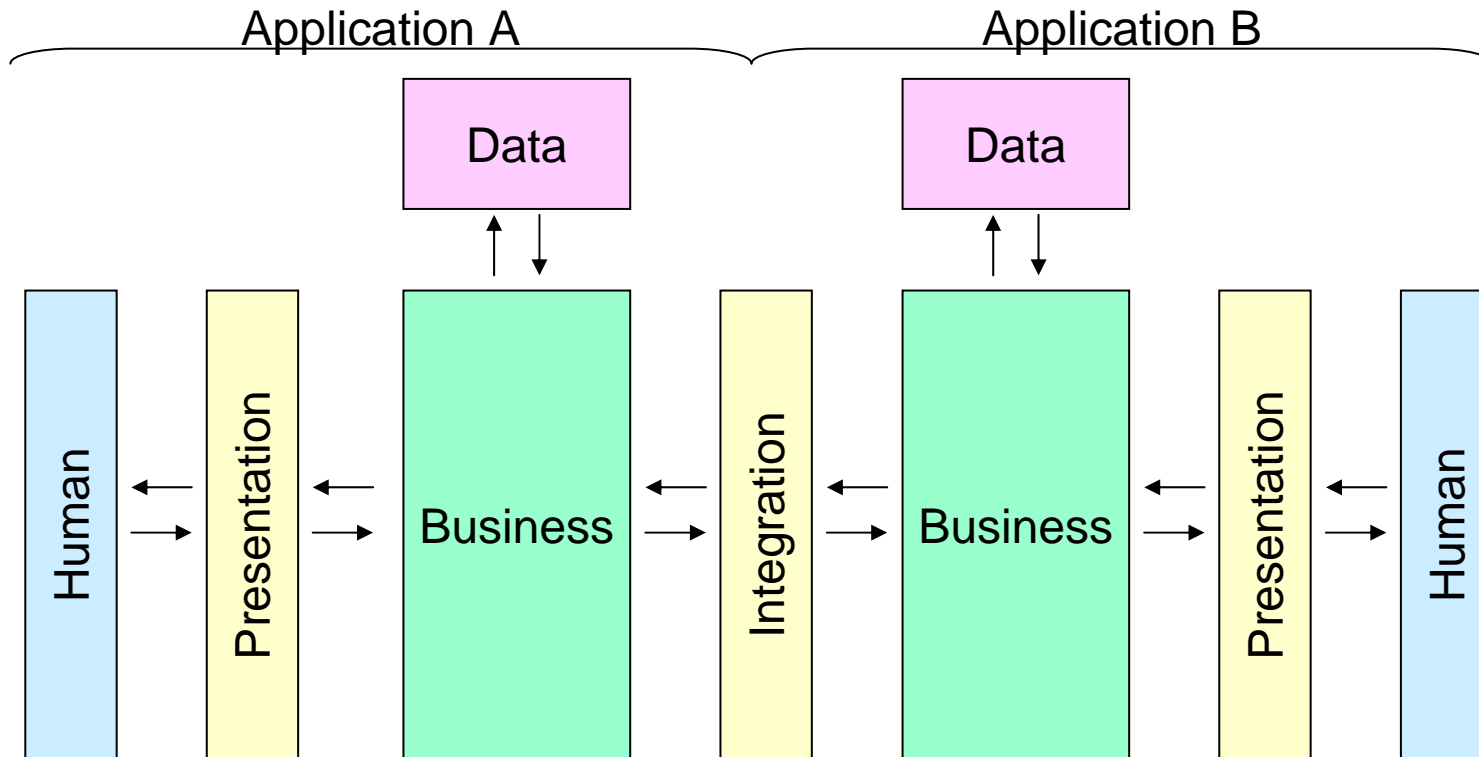 Application A
Application B
Data
Data
Human
Presentation
Business
Integration
Business
Presentation
Human